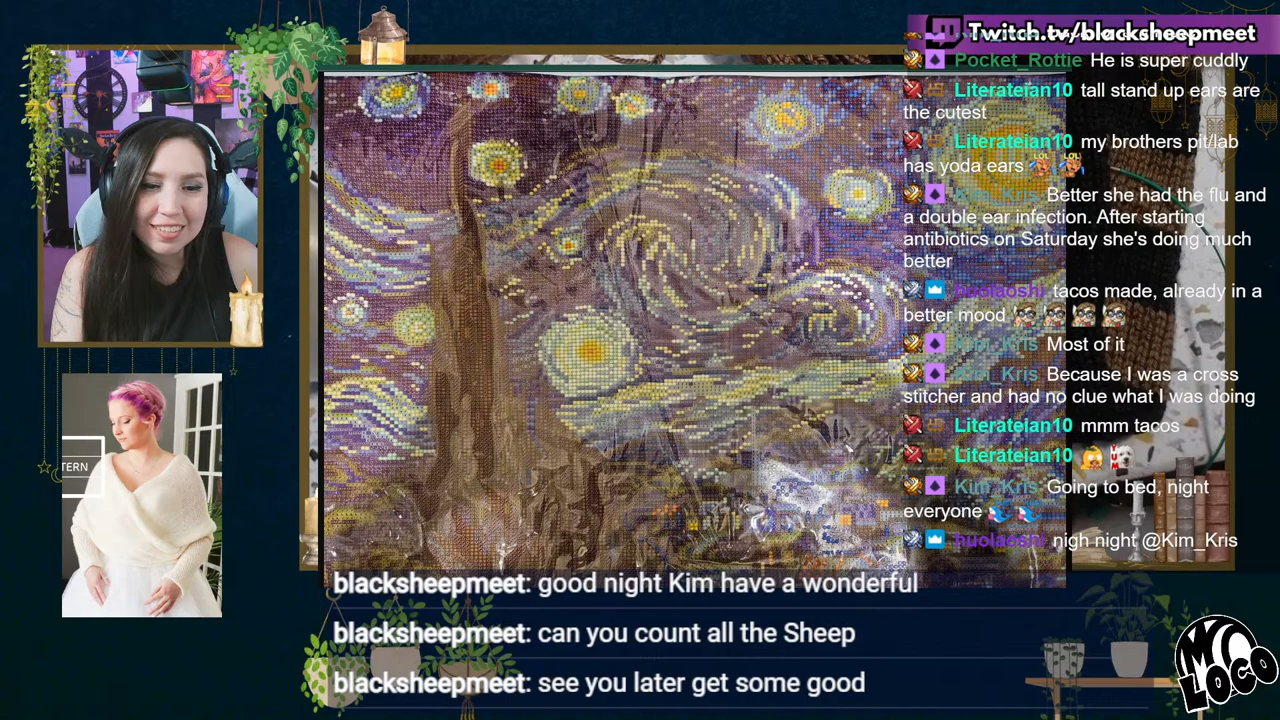 Twitch.tv/blacksheepmeet
Pocket_Rottie He is super cuddly
Literateian10 tall stand up ears are
the cutest
Literateian10 my brothers pit/lab
has yoda ears
Kim_Kris Better she had the flu and
a double ear infection. After starting
antibiotics on Saturday she's doing much
better
huolaoshi tacos made, already in a
better mood
Kim_Kris Most of it
Kim_Kris Because I was a cross
stitcher and had no clue what I was doing
Literateian10 mmm tacos
Literateian10
Kim_Kris Going to bed, night
everyone
huolaoshi nigh night @Kim_Kris
TERN
blacksheepmeet: good night Kim have a wonderful
blacksheepmeet: can you count all the Sheep
blacksheepmeet: see you later get some good
MC
LOCO